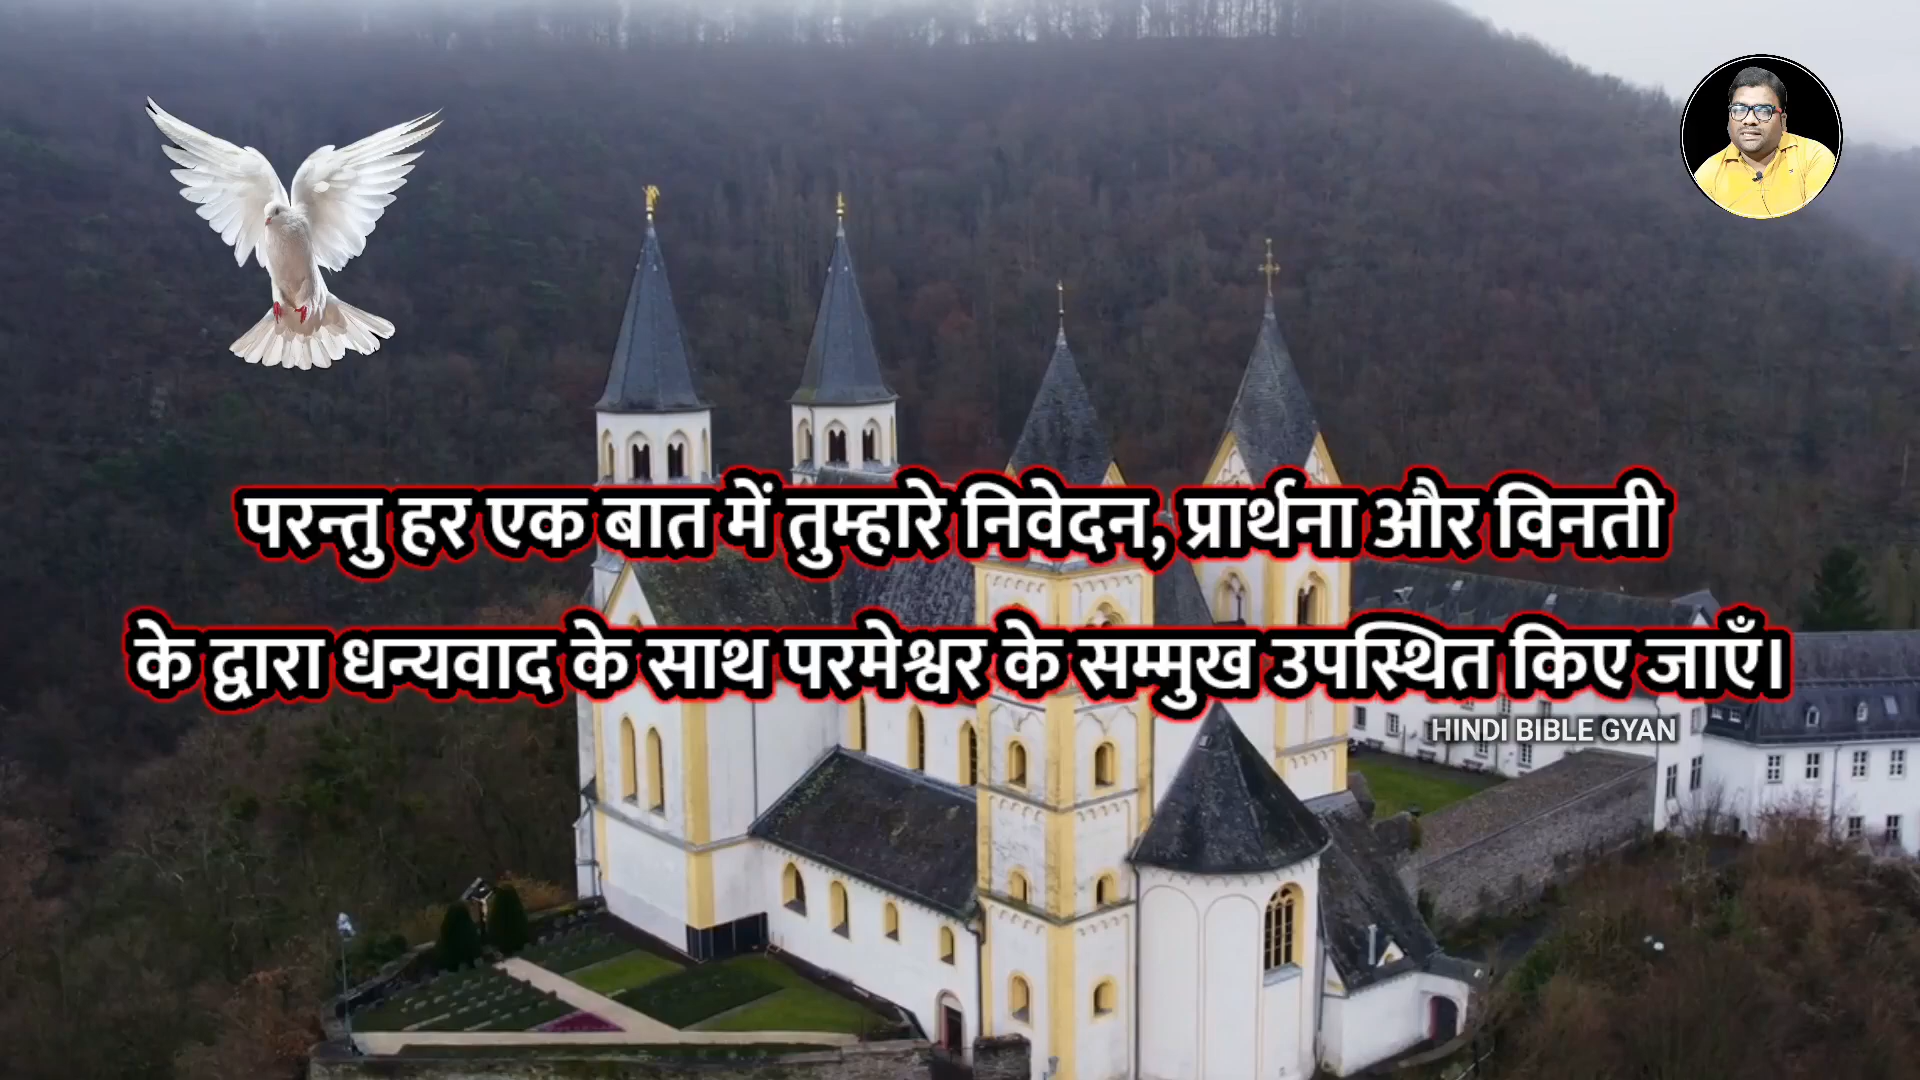 परन्तु हर एक बात में तुम्हारे निवेदन, प्रार्थना और विनती
के द्वारा धन्यवाद के साथ परमेश्वर के सम्मुख उपस्थित किए जाएँ।
HINDI BIBLE GYAN